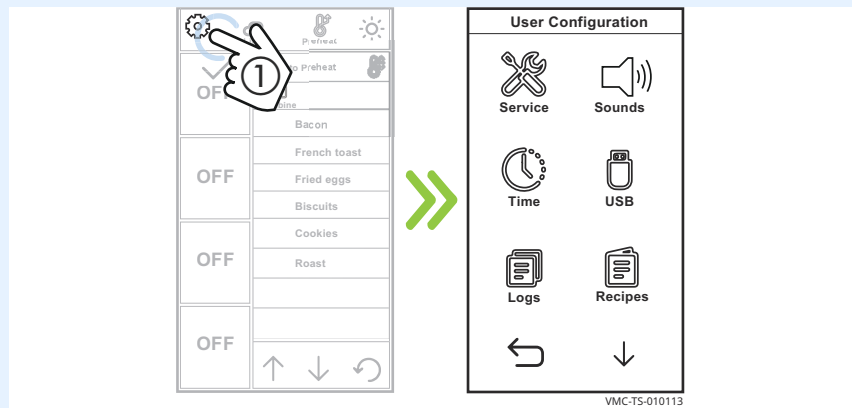 Preheat
1
to Preheat
OFF
Bacon
French toast
OFF
Fried eggs
Biscuits
Cookies
OFF
Roast
OFF
User Configuration
Service
Sounds
Time
USB
Logs
Recipes
VMC-TS-010113